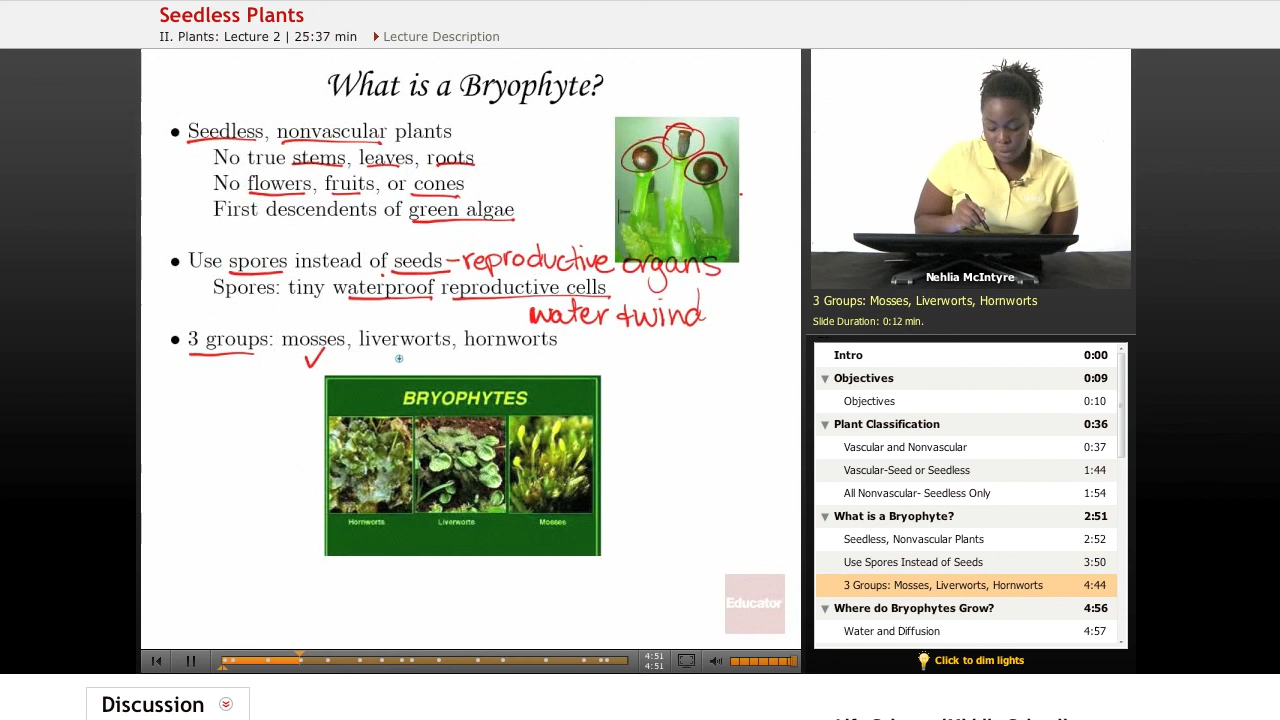 Seedless Plants
II. Plants: Lecture 2 | 25:37 min
Lecture Description
What is a Bryophyte?
• Seedless, nonvascular plants
No true stems, leaves, roots
No flowers, fruits, or cones
First descendents of green algae
• Use spores instead of seeds -reproductive organs
Spores: tiny waterproof reproductive cells
water + wind
• 3 groups: mosses, liverworts, hornworts
BRYOPHYTES
Hornworts Liverworts Mosses
Educator
4:51
4:51
Nehlia McIntyre
3 Groups: Mosses, Liverworts, Hornworts
Slide Duration: 0:12 min.
Intro 0:00
Objectives 0:09
Objectives 0:10
Plant Classification 0:36
Vascular and Nonvascular 0:37
Vascular-Seed or Seedless 1:44
All Nonvascular- Seedless Only 1:54
What is a Bryophyte? 2:51
Seedless, Nonvascular Plants 2:52
Use Spores Instead of Seeds 3:50
3 Groups: Mosses, Liverworts, Hornworts 4:44
Where do Bryophytes Grow? 4:56
Water and Diffusion 4:57
Click to dim lights
Discussion